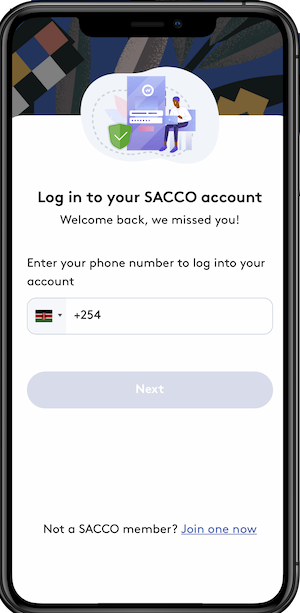 Log in to your SACCO account
Welcome back, we missed you!
Enter your phone number to log into your
account
+254
Next
Not a SACCO member? Join one now